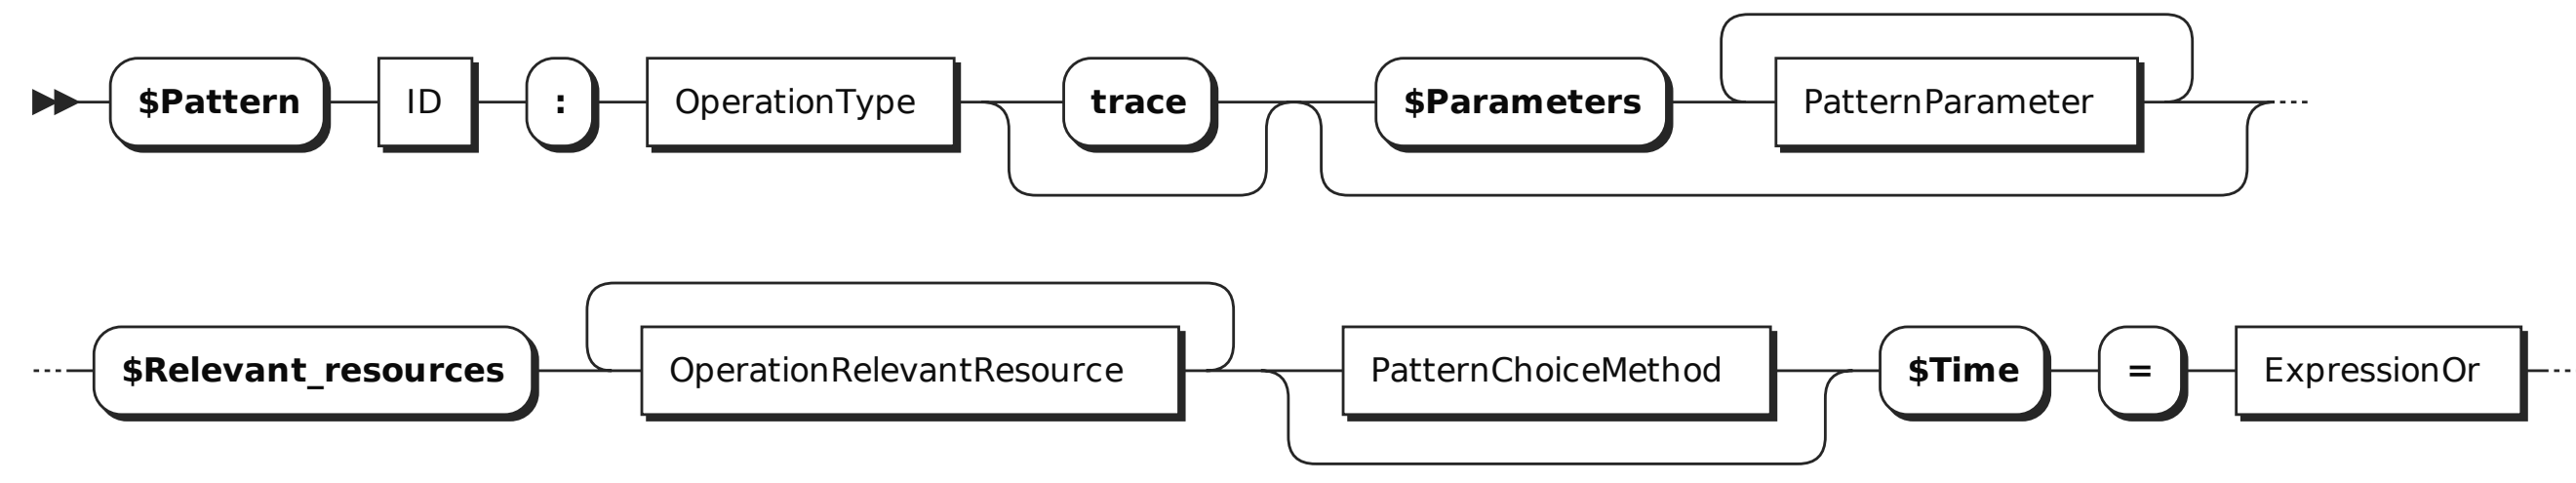 $Pattern ID : OperationType trace $Parameters PatternParameter
$Relevant_resources OperationRelevantResource PatternChoiceMethod $Time = ExpressionOr